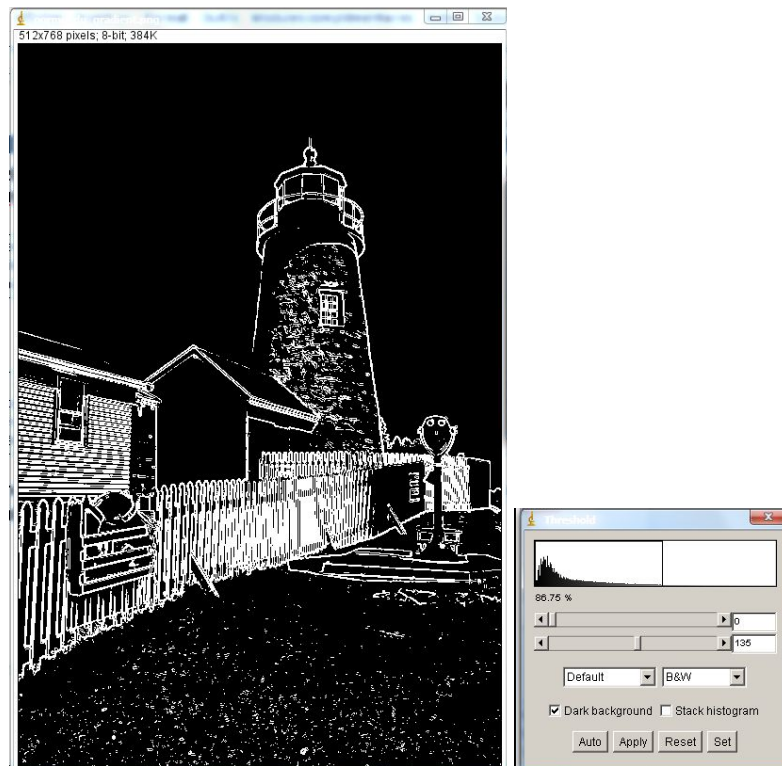 512x768 pixels; 8-bit; 384K
Threshold
86.75 %
0
135
Default B&W
Dark background Stack histogram
Auto Apply Reset Set